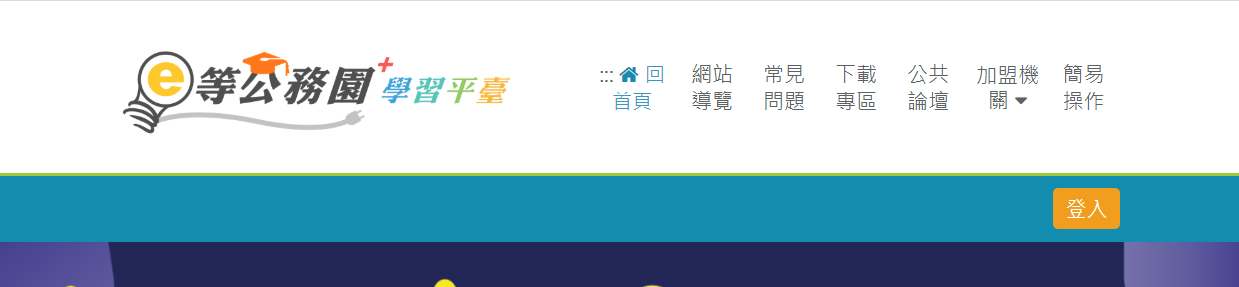 e等公務園+學習平臺
::: 回首頁
網站導覽
常見問題
下載專區
公共論壇
加盟機關
簡易操作
登入